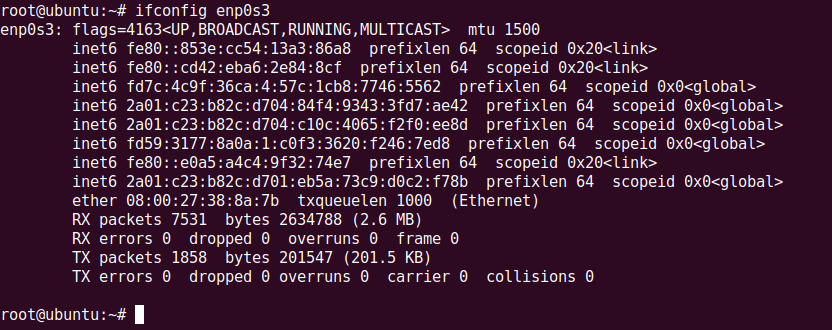 root@ubuntu:~# ifconfig enp0s3
enp0s3: flags=4163<UP,BROADCAST,RUNNING,MULTICAST>  mtu 1500
        inet6 fe80::853e:cc54:13a3:86a8  prefixlen 64  scopeid 0x20<link>
        inet6 fe80::cd42:eba6:2e84:8cf  prefixlen 64  scopeid 0x20<link>
        inet6 fd7c:4c9f:36ca:4:57c:1cb8:7746:5562  prefixlen 64  scopeid 0x0<global>
        inet6 2a01:c23:b82c:d704:84f4:9343:3fd7:ae42  prefixlen 64  scopeid 0x0<global>
        inet6 2a01:c23:b82c:d704:c10c:4065:f2f0:ee8d  prefixlen 64  scopeid 0x0<global>
        inet6 fd59:3177:8a0a:1:c0f3:3620:f246:7ed8  prefixlen 64  scopeid 0x0<global>
        inet6 fe80::e0a5:a4c4:9f32:74e7  prefixlen 64  scopeid 0x20<link>
        inet6 2a01:c23:b82c:d701:eb5a:73c9:d0c2:f78b  prefixlen 64  scopeid 0x0<global>
        ether 08:00:27:38:8a:7b  txqueuelen 1000  (Ethernet)
        RX packets 7531  bytes 2634788 (2.6 MB)
        RX errors 0  dropped 0  overruns 0  frame 0
        TX packets 1858  bytes 201547 (201.5 KB)
        TX errors 0  dropped 0 overruns 0  carrier 0  collisions 0

root@ubuntu:~#